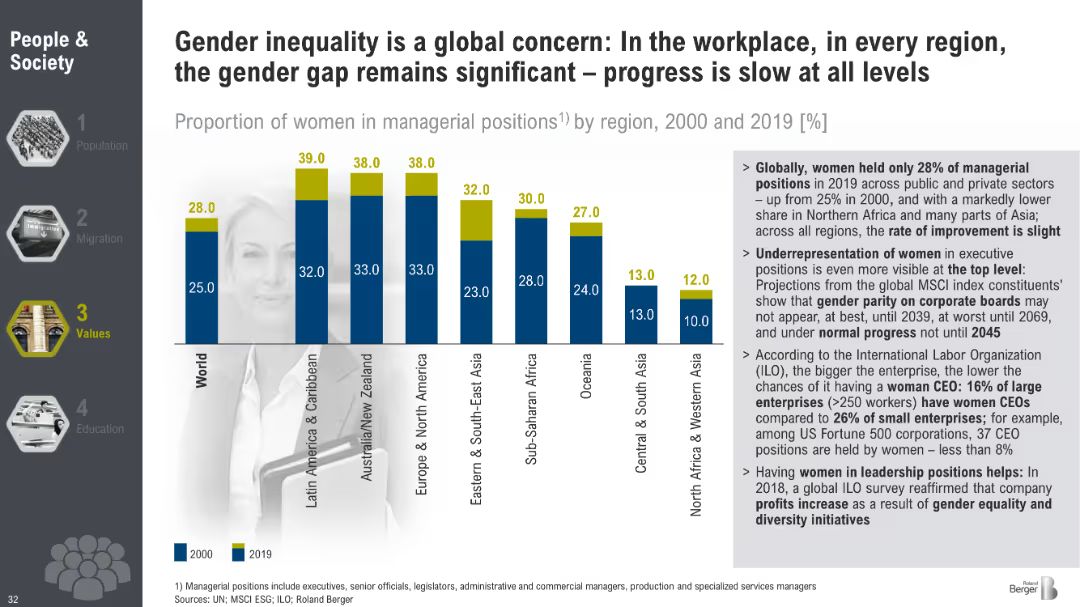 People &
Society
1
Population
2
Migration
3
Values
4
Education
32
Gender inequality is a global concern: In the workplace, in every region,
the gender gap remains significant – progress is slow at all levels
Proportion of women in managerial positions1) by region, 2000 and 2019 [%]
28.0
25.0
World
39.0
32.0
Latin America & Caribbean
38.0
33.0
Australia/New Zealand
38.0
33.0
Europe & North America
32.0
23.0
Eastern & South-East Asia
30.0
28.0
Sub-Saharan Africa
27.0
24.0
Oceania
13.0
13.0
Central & South Asia
12.0
10.0
North Africa & Western Asia
2000
2019
> Globally, women held only 28% of managerial
positions in 2019 across public and private sectors
– up from 25% in 2000, and with a markedly lower
share in Northern Africa and many parts of Asia;
across all regions, the rate of improvement is slight
> Underrepresentation of women in executive
positions is even more visible at the top level:
Projections from the global MSCI index constituents'
show that gender parity on corporate boards may
not appear, at best, until 2039, at worst until 2069,
and under normal progress not until 2045
> According to the International Labor Organization
(ILO), the bigger the enterprise, the lower the
chances of it having a woman CEO: 16% of large
enterprises (>250 workers) have women CEOs
compared to 26% of small enterprises; for example,
among US Fortune 500 corporations, 37 CEO
positions are held by women – less than 8%
> Having women in leadership positions helps: In
2018, a global ILO survey reaffirmed that company
profits increase as a result of gender equality and
diversity initiatives
1) Managerial positions include executives, senior officials, legislators, administrative and commercial managers, production and specialized services managers
Sources: UN; MSCI ESG; ILO; Roland Berger
Roland
Berger
B